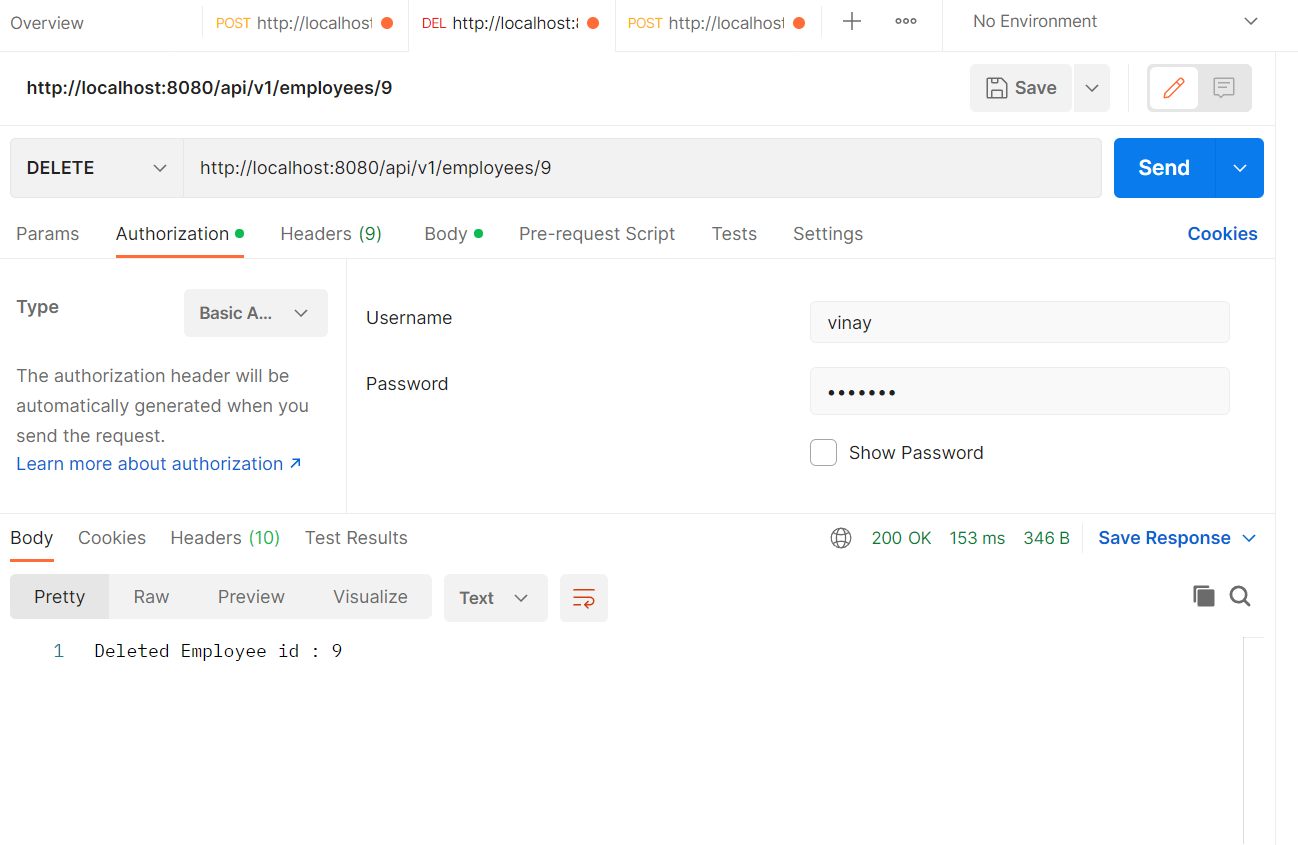 Overview POST http://localhost DEL http://localhost: POST http://localhost No Environment
http://localhost:8080/api/v1/employees/9 Save
DELETE http://localhost:8080/api/v1/employees/9 Send
Params Authorization Headers (9) Body Pre-request Script Tests Settings Cookies
Type Basic A... Username vinay
The authorization header will be Password •••••••
automatically generated when you
send the request.
Learn more about authorization ↗ Show Password
Body Cookies Headers (10) Test Results 200 OK 153 ms 346 B Save Response
Pretty Raw Preview Visualize Text
1 Deleted Employee id : 9